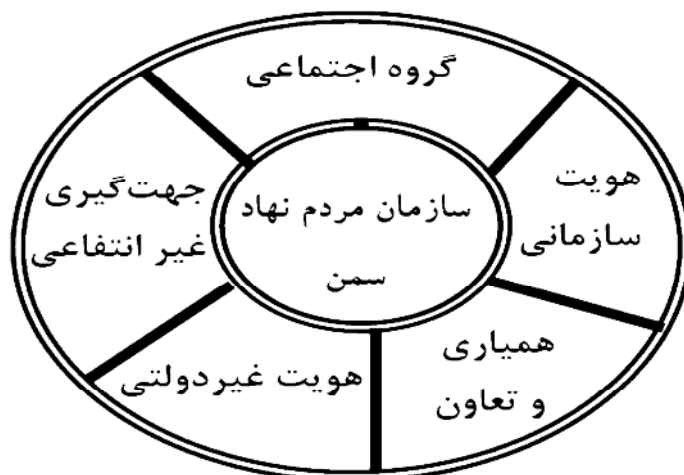 گروه اجتماعی
هویت
سازمانی
همیاری
و تعاون
هویت غیردولتی
جهت‌گیری
غیر انتفاعی
سازمان مردم نهاد
سمن